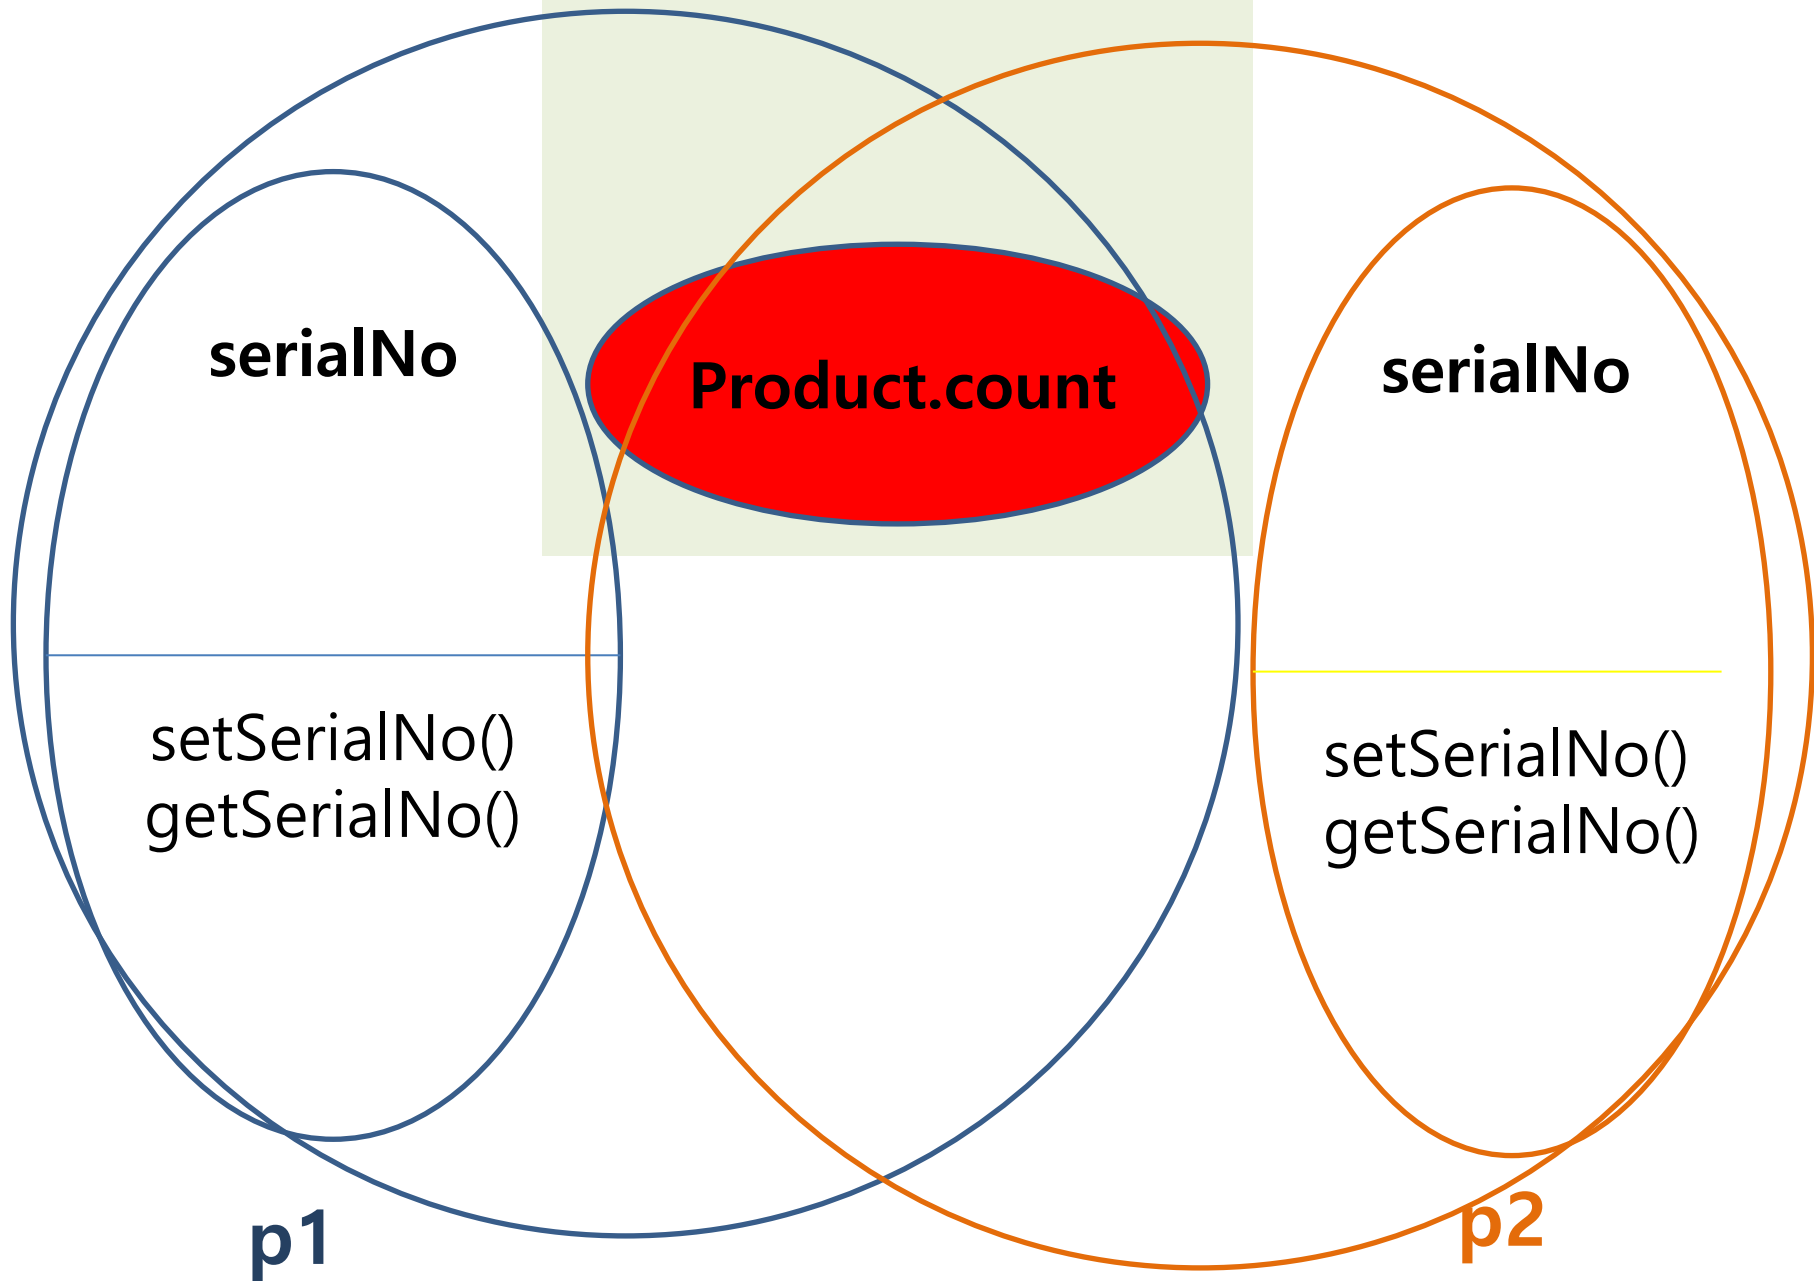 serialNo
setSerialNo()
getSerialNo()
Product.count
serialNo
setSerialNo()
getSerialNo()
p1
p2